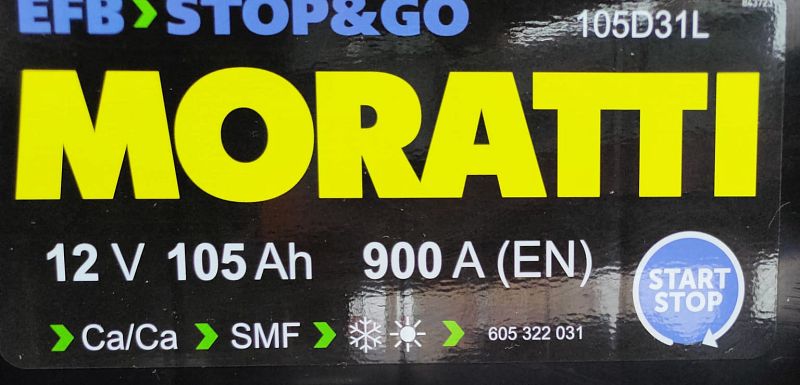 EFB STOP&GO
105D31L
MORATTI
12 V 105 Ah 900 A (EN)
START
STOP
Ca/Ca SMF 605 322 031